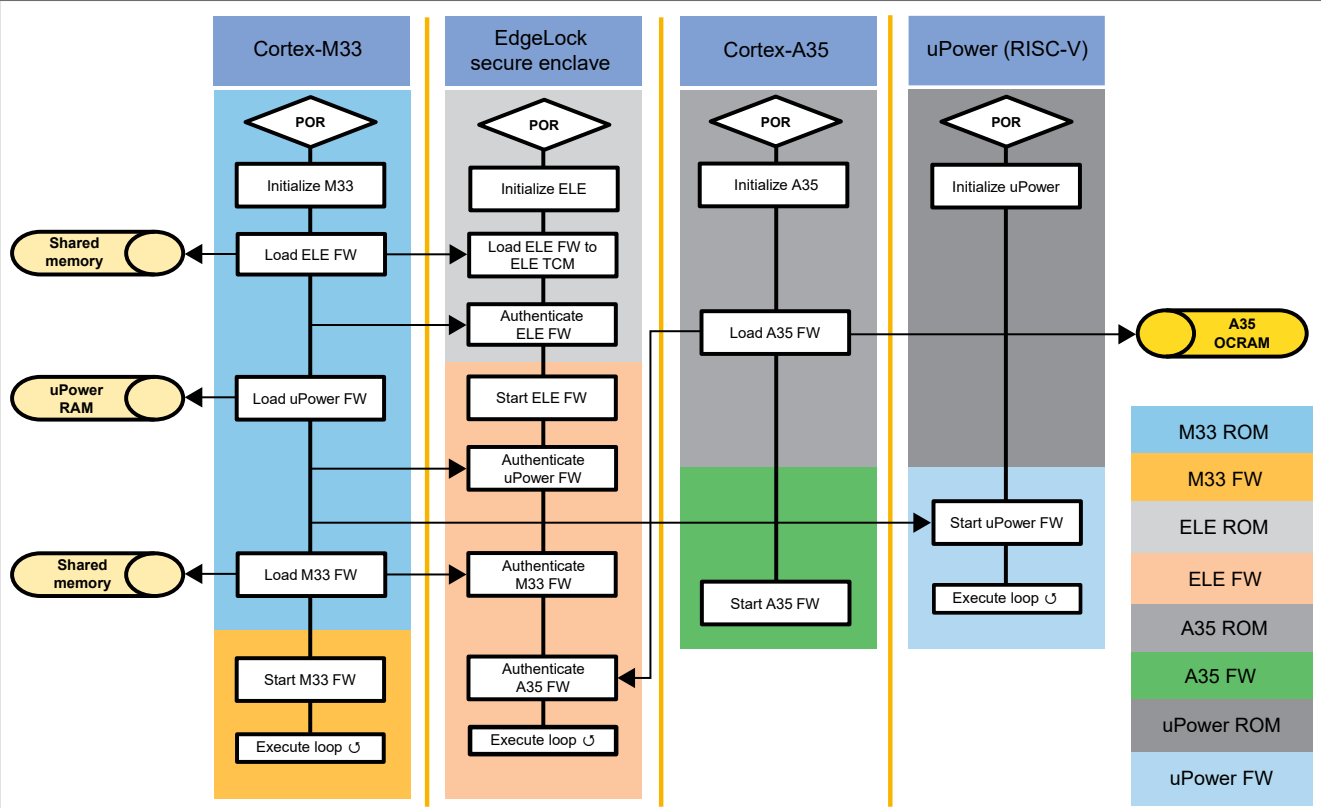 Cortex-M33
EdgeLock
secure enclave
Cortex-A35
uPower (RISC-V)
POR
POR
POR
POR
Initialize M33
Initialize ELE
Initialize A35
Initialize uPower
Shared
memory
Load ELE FW
Load ELE FW to
ELE TCM
Authenticate
ELE FW
Load A35 FW
A35
OCRAM
uPower
RAM
Load uPower FW
Start ELE FW
Authenticate
uPower FW
Start uPower FW
Shared
memory
Load M33 FW
Authenticate
M33 FW
Start A35 FW
Execute loop ↺
Start M33 FW
Authenticate
A35 FW
Execute loop ↺
Execute loop ↺
M33 ROM
M33 FW
ELE ROM
ELE FW
A35 ROM
A35 FW
uPower ROM
uPower FW